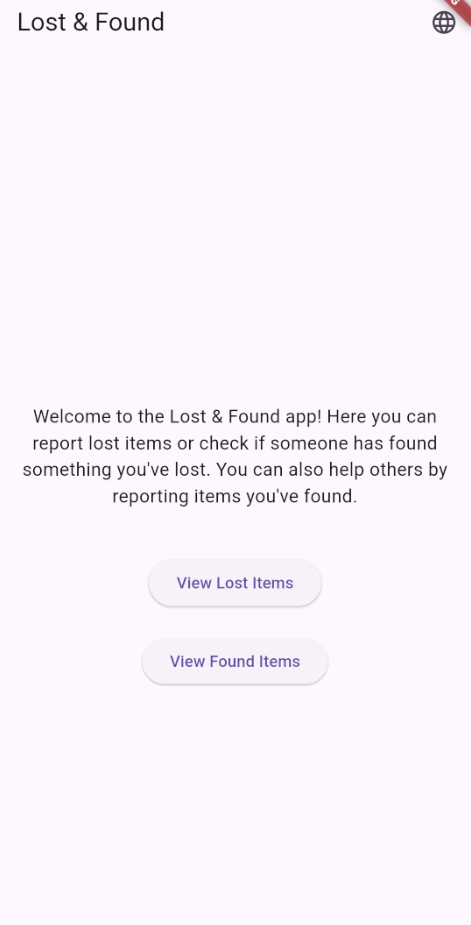 Lost & Found
Welcome to the Lost & Found app! Here you can
report lost items or check if someone has found
something you've lost. You can also help others by
reporting items you've found.
View Lost Items
View Found Items